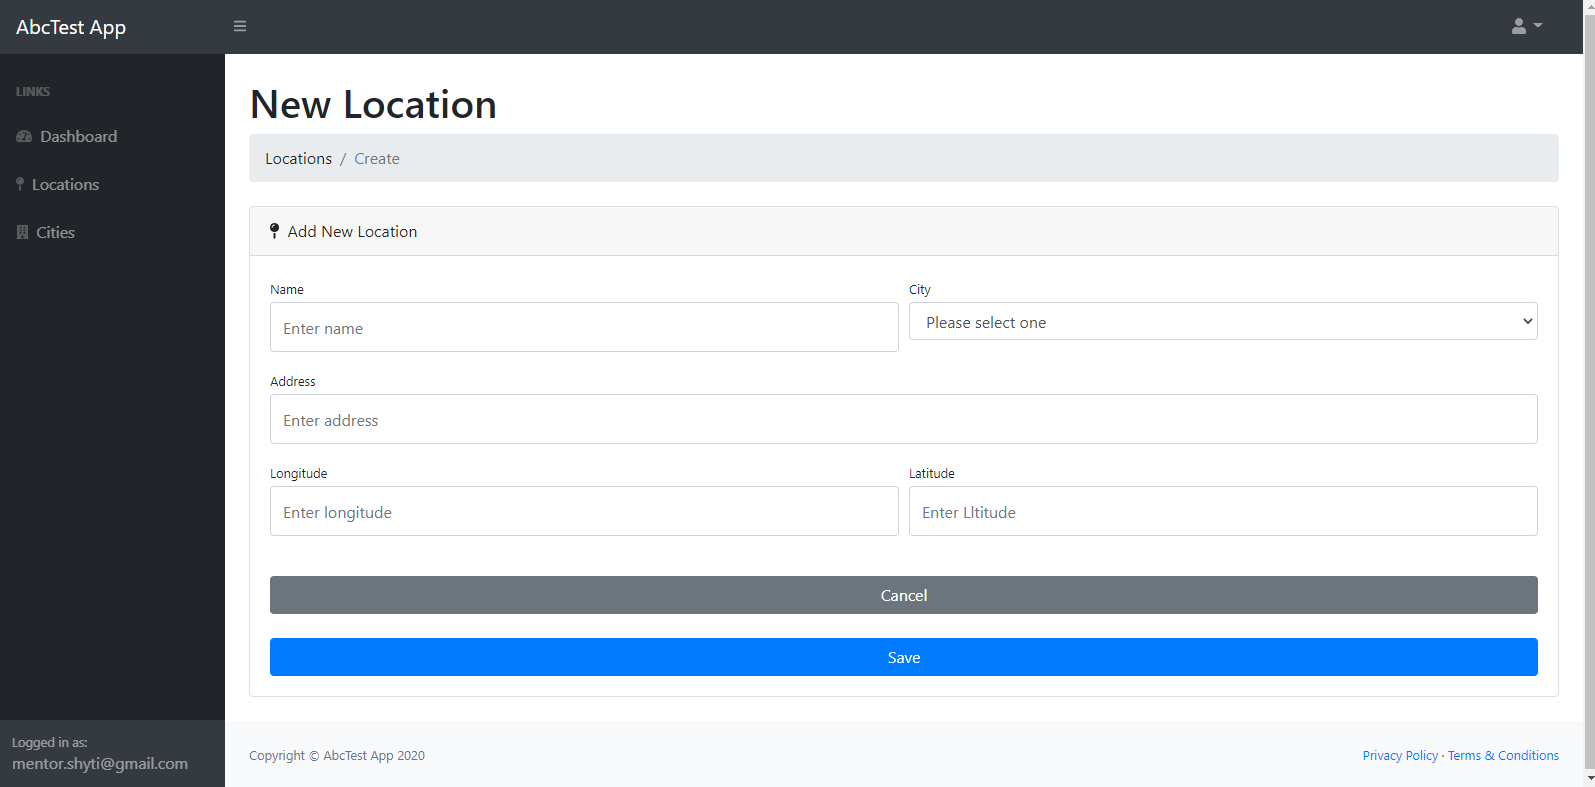 AbcTest App
LINKS
Dashboard
Locations
Cities
Logged in as:
mentor.shyti@gmail.com
New Location
Locations / Create
Add New Location
Name City
Enter name Please select one
Address
Enter address
Longitude Latitude
Enter longitude Enter Lltitude
Cancel
Save
Copyright © AbcTest App 2020 Privacy Policy · Terms & Conditions